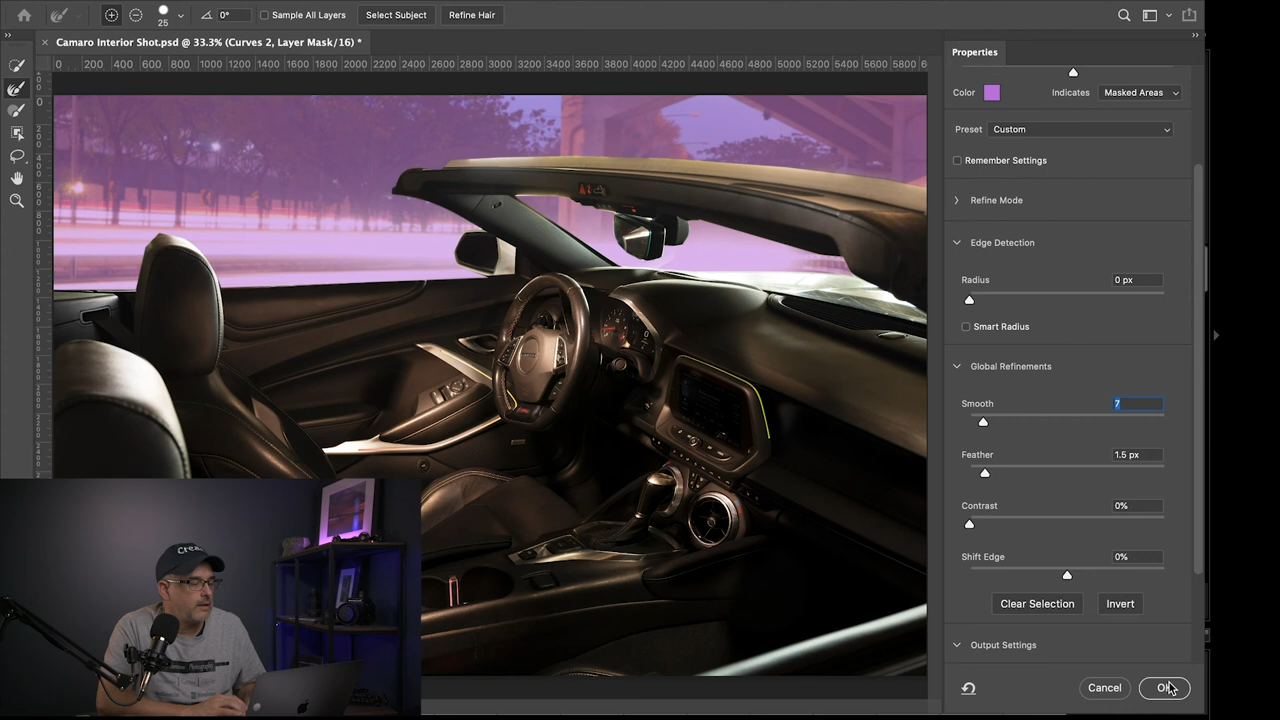 25
0°
Sample All Layers
Select Subject
Refine Hair
Camaro Interior Shot.psd @ 33.3% (Curves 2, Layer Mask/16) *
Properties
0 200 400 600 800 1000 1200 1400 1600 1800 2000 2200 2400 2600 2800 3000 3200 3400 3600 3800 4000 4200 4400 4600 4800 5000 5200 5400 5600 5800
Color
Indicates
Masked Areas
Preset
Custom
Remember Settings
Refine Mode
Edge Detection
Radius
0 px
Smart Radius
Global Refinements
Smooth
7
Feather
1.5 px
Contrast
0%
Shift Edge
0%
Clear Selection
Invert
Output Settings
Cancel